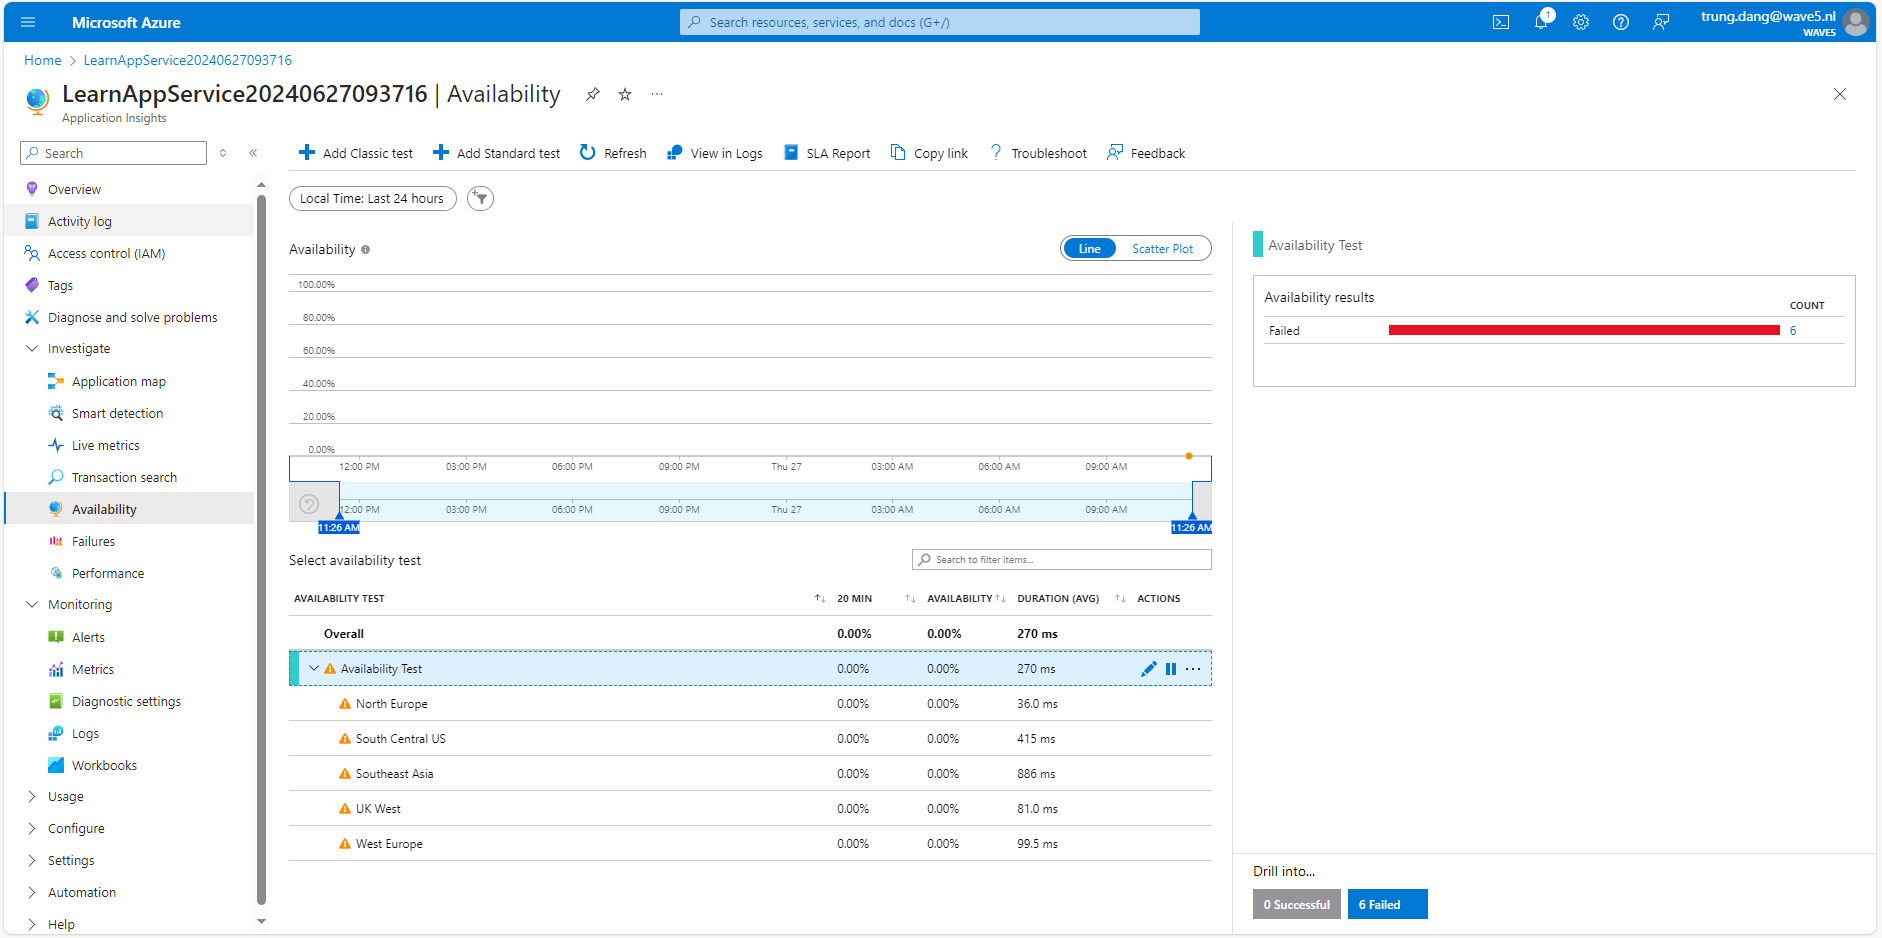 Microsoft Azure
Search resources, services, and docs (G+/)
1
trung.dang@wave5.nl
WAVE5
Home > LearnAppService20240627093716
LearnAppService20240627093716 | Availability
Application Insights
Search
Add Classic test
Add Standard test
Refresh
View in Logs
SLA Report
Copy link
Troubleshoot
Feedback
Overview
Activity log
Access control (IAM)
Tags
Diagnose and solve problems
Investigate
Application map
Smart detection
Live metrics
Transaction search
Availability
Failures
Performance
Monitoring
Alerts
Metrics
Diagnostic settings
Logs
Workbooks
Usage
Configure
Settings
Automation
Help
Local Time: Last 24 hours
Availability
Line
Scatter Plot
100.00%
80.00%
60.00%
40.00%
20.00%
0.00%
12:00 PM 03:00 PM 06:00 PM 09:00 PM Thu 27 03:00 AM 06:00 AM 09:00 AM
12:00 PM 03:00 PM 06:00 PM 09:00 PM Thu 27 03:00 AM 06:00 AM 09:00 AM
11:26 AM 11:26 AM
Select availability test
Search to filter items...
AVAILABILITY TEST 20 MIN AVAILABILITY DURATION (AVG) ACTIONS
Overall 0.00% 0.00% 270 ms
Availability Test 0.00% 0.00% 270 ms
North Europe 0.00% 0.00% 36.0 ms
South Central US 0.00% 0.00% 415 ms
Southeast Asia 0.00% 0.00% 886 ms
UK West 0.00% 0.00% 81.0 ms
West Europe 0.00% 0.00% 99.5 ms
Availability Test
Availability results
COUNT
Failed 6
Drill into...
0 Successful
6 Failed